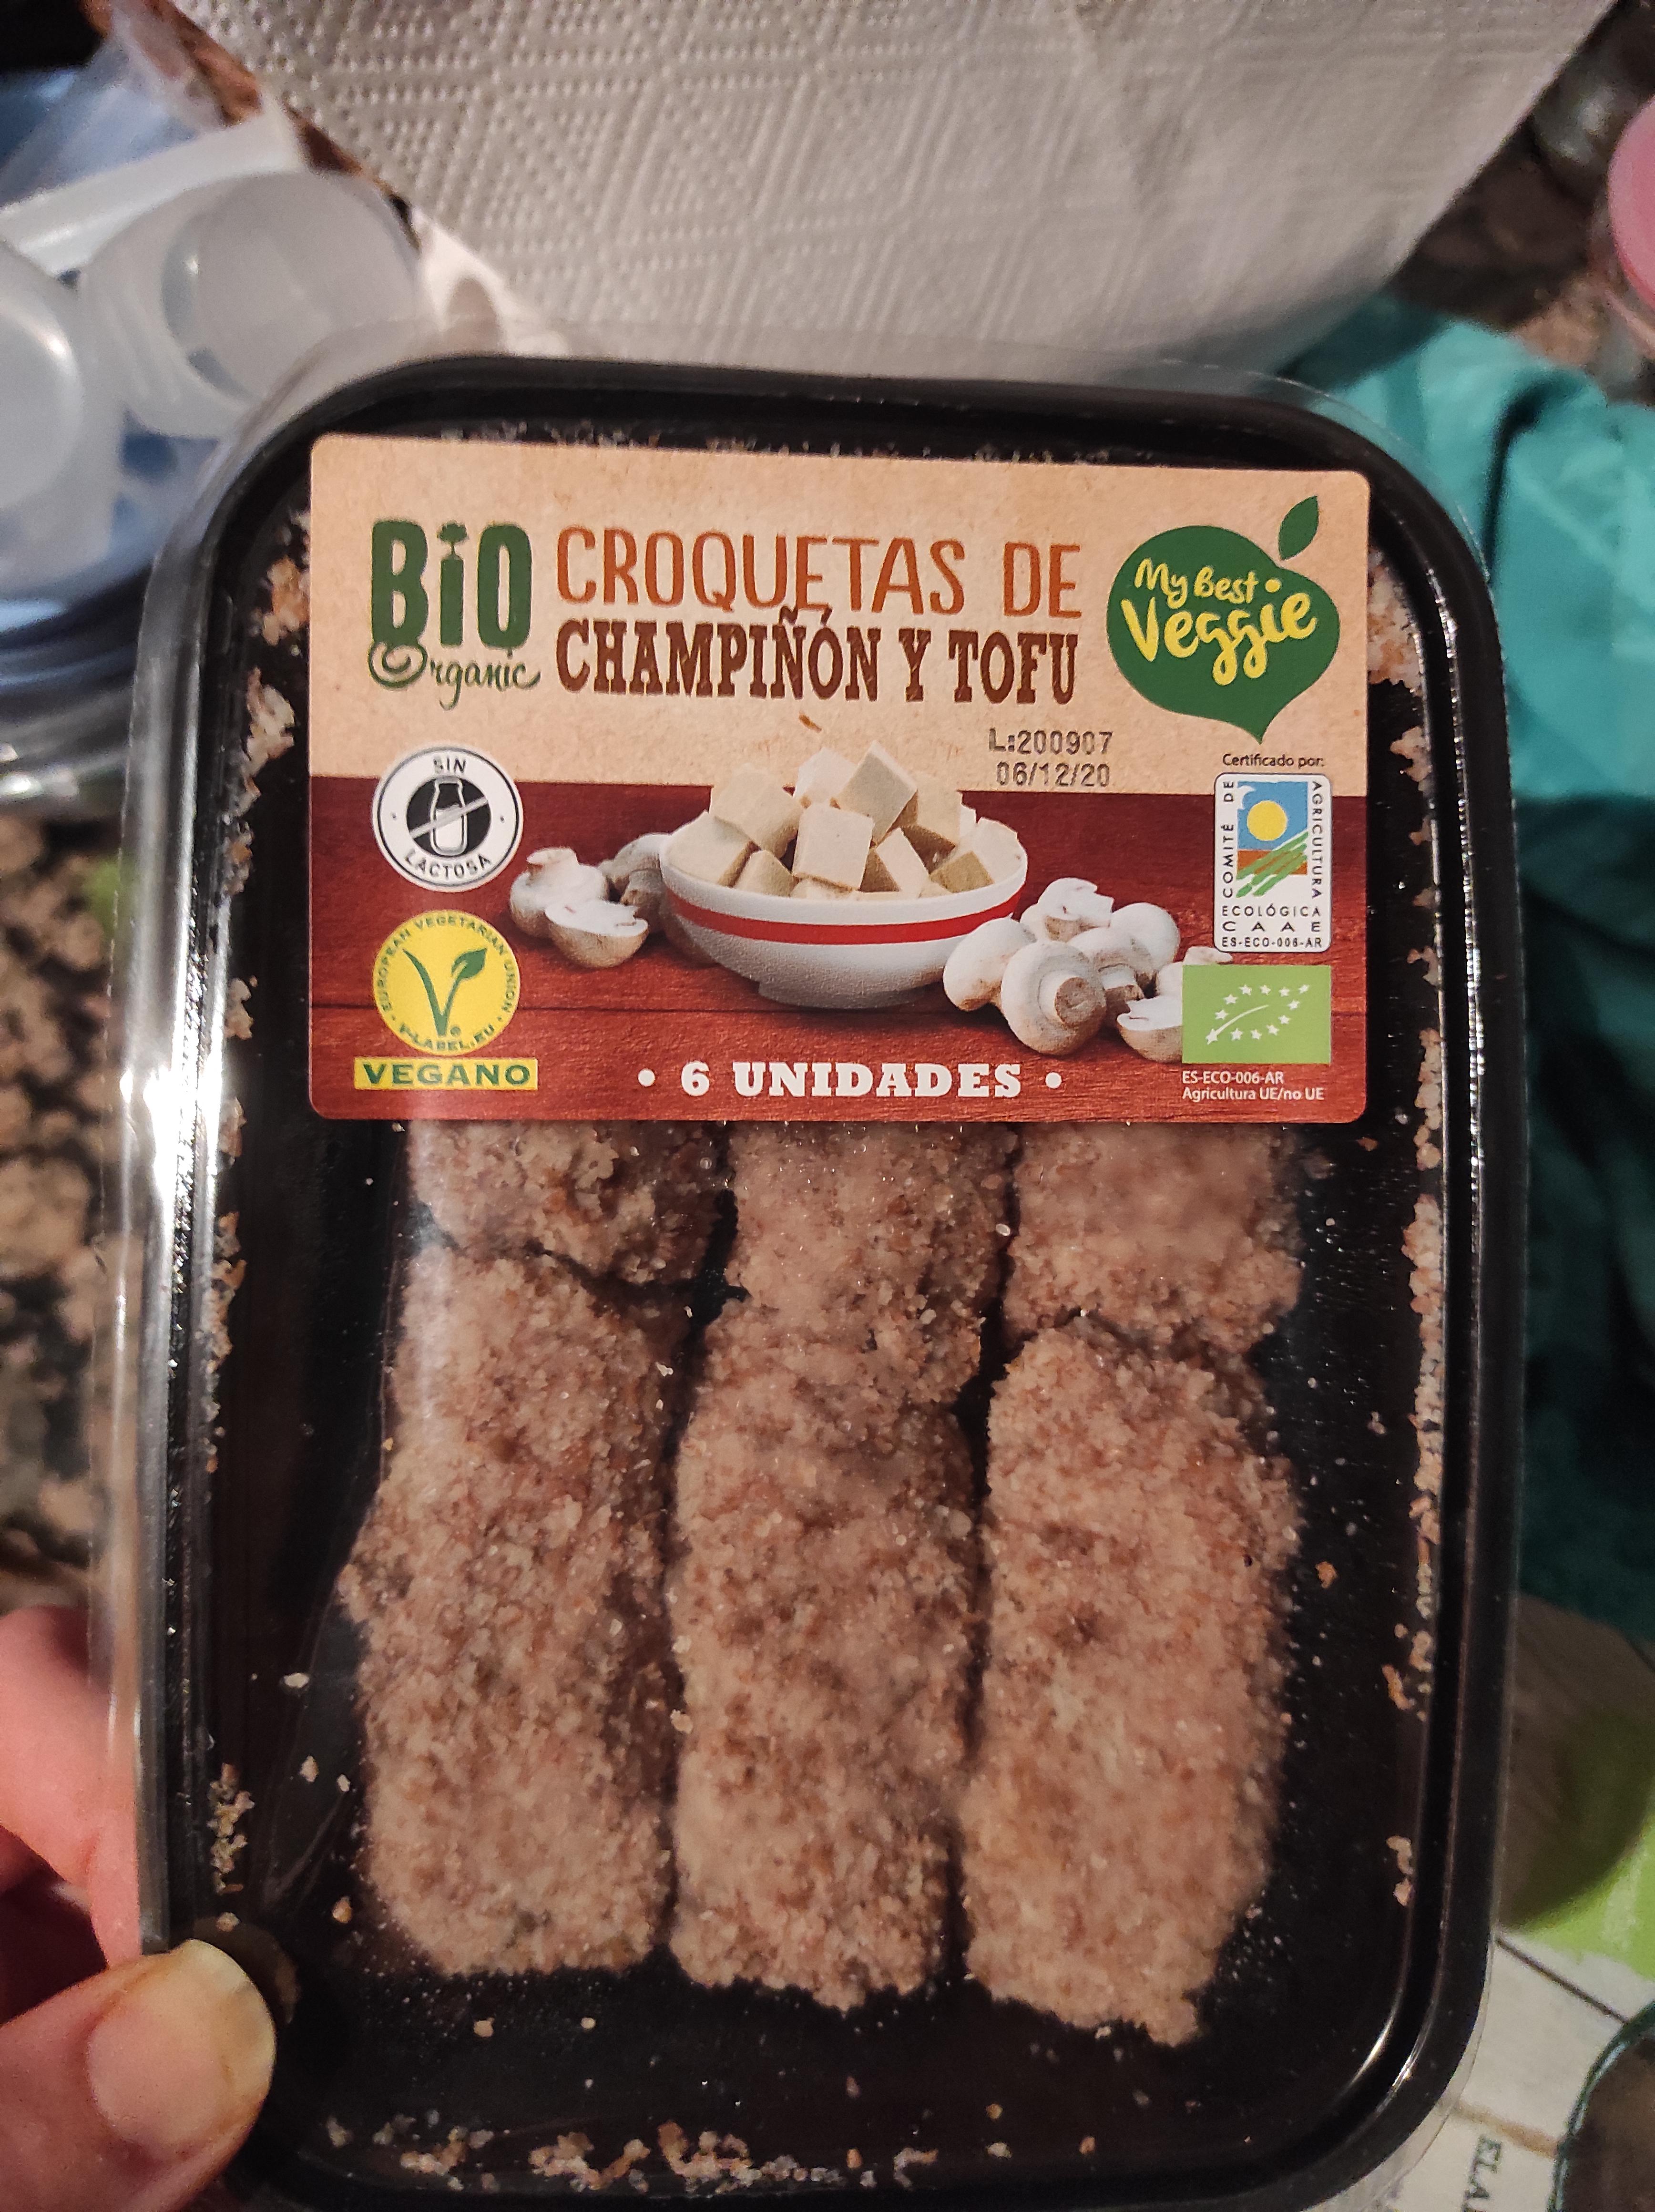 BiO
Organic
CROQUETAS DE
CHAMPIÑÓN Y TOFU
My Best
Veggie
L:200907
06/12/20
SIN
LACTOSA
Certificado por:
COMITÉ DE
AGRICULTURA
ECOLÓGICA
CAAE
ES-ECO-006-AR
EUROPEAN VEGETARIAN UNION
V-LABEL.EU
VEGANO
• 6 UNIDADES •
ES-ECO-006-AR
Agricultura UE/no UE